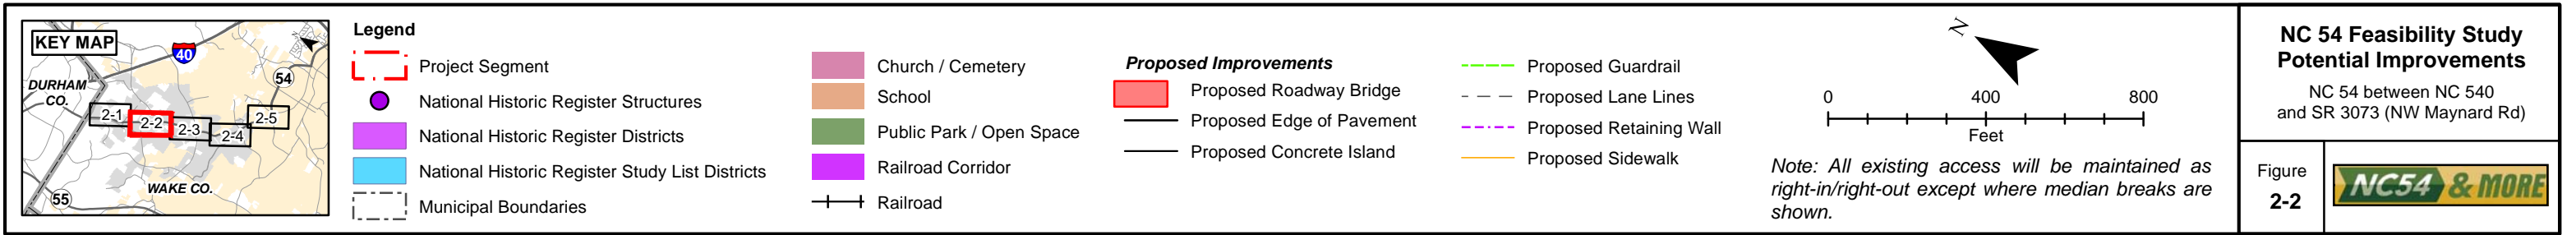 KEY MAP
40
DURHAM
CO.
54
2-1
2-2
2-3
2-4
2-5
WAKE CO.
55
Legend
Project Segment
National Historic Register Structures
National Historic Register Districts
National Historic Register Study List Districts
Municipal Boundaries
Church / Cemetery
School
Public Park / Open Space
Railroad Corridor
Railroad
Proposed Improvements
Proposed Roadway Bridge
Proposed Edge of Pavement
Proposed Concrete Island
Proposed Guardrail
Proposed Lane Lines
Proposed Retaining Wall
Proposed Sidewalk
N
0 400 800
Feet
Note: All existing access will be maintained as
right-in/right-out except where median breaks are
shown.
NC 54 Feasibility Study
Potential Improvements
NC 54 between NC 540
and SR 3073 (NW Maynard Rd)
Figure
2-2
NC54 & MORE